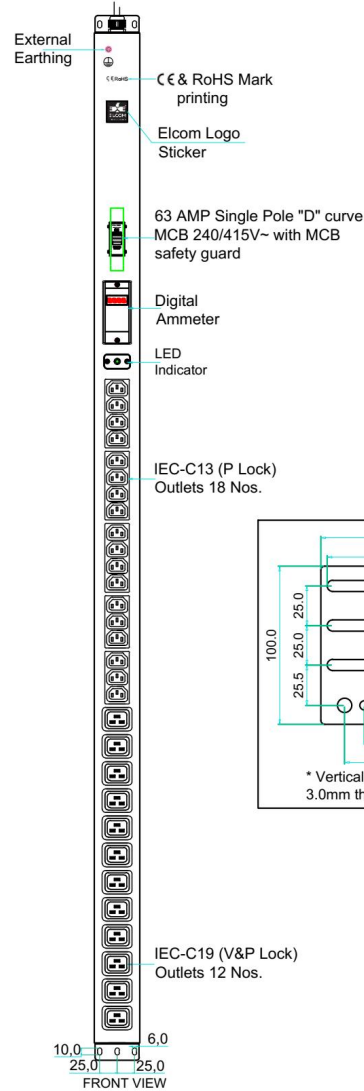 External
Earthing
CE RoHS
CE & RoHS Mark
printing
ELCOM
Elcom Logo
Sticker
63 AMP Single Pole "D" curve
MCB 240/415V~ with MCB
safety guard
Digital
Ammeter
LED
Indicator
IEC-C13 (P Lock)
Outlets 18 Nos.
100.0
25.0
25.0
25.5
* Vertical
3.0mm th
IEC-C19 (V&P Lock)
Outlets 12 Nos.
10,0
6,0
25,0
25,0
FRONT VIEW